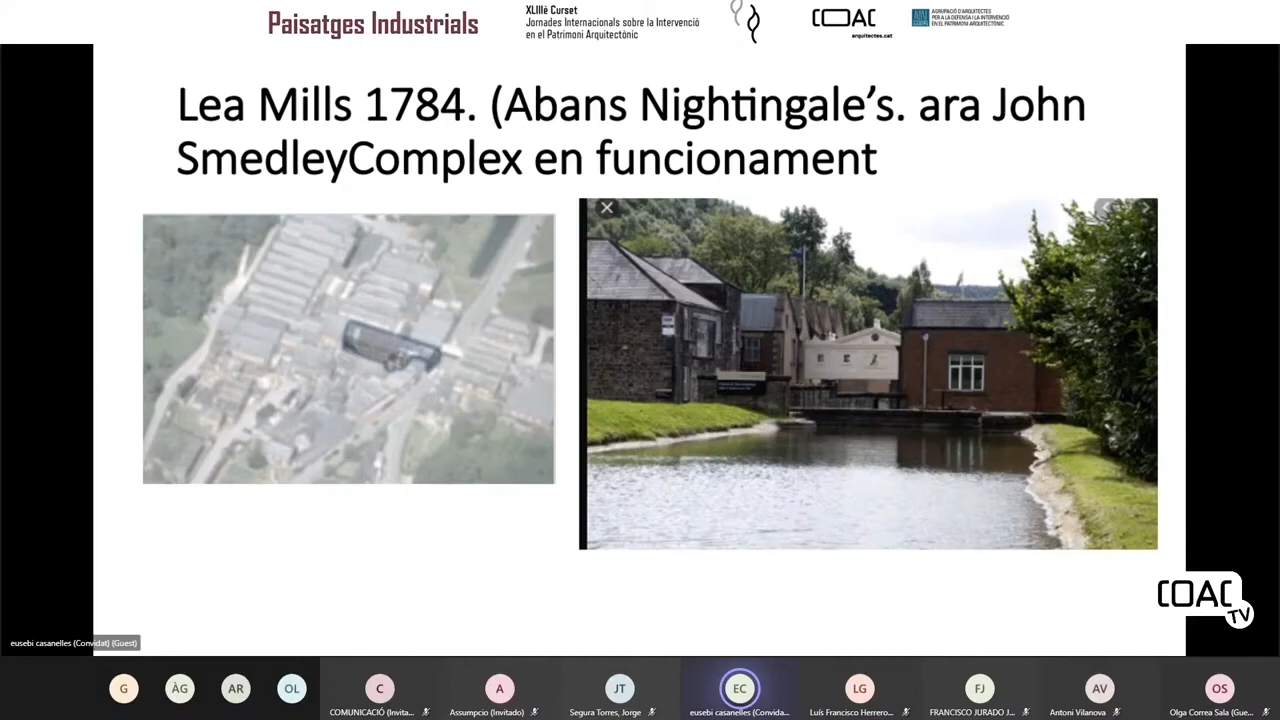 Paisatges Industrials
XLIIIè Curset
Jornades Internacionals sobre la Intervenció
en el Patrimoni Arquitectònic
COAC
arquitectes.cat
AGRUPACIÓ D'ARQUITECTES
PER A LA DEFENSA I LA INTERVENCIÓ
EN EL PATRIMONI ARQUITECTÒNIC
Lea Mills 1784. (Abans Nightingale's. ara John
SmedleyComplex en funcionament
COAC
TV
eusebi casanelles (Convidat) (Guest)
G
ÀG
AR
OL
C
A
JT
EC
LG
FJ
AV
OS
COMUNICACIÓ (Invita...
Assumpcio (Invitado)
Segura Torres, Jorge
eusebi casanelles (Convida...
Luís Francisco Herrero...
FRANCISCO JURADO J...
Antoni Vilanova
Olga Correa Sala (Gue...